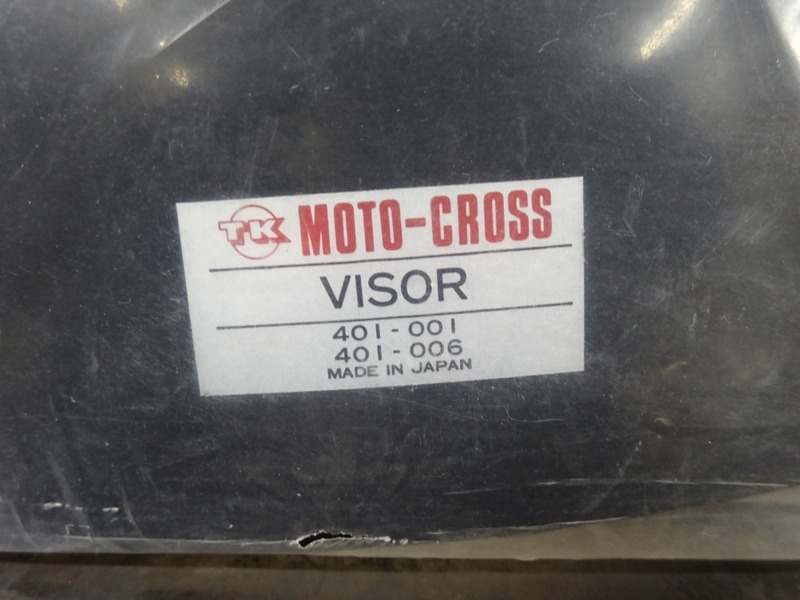 TK MOTO-CROSS
VISOR
401-001
401-006
MADE IN JAPAN